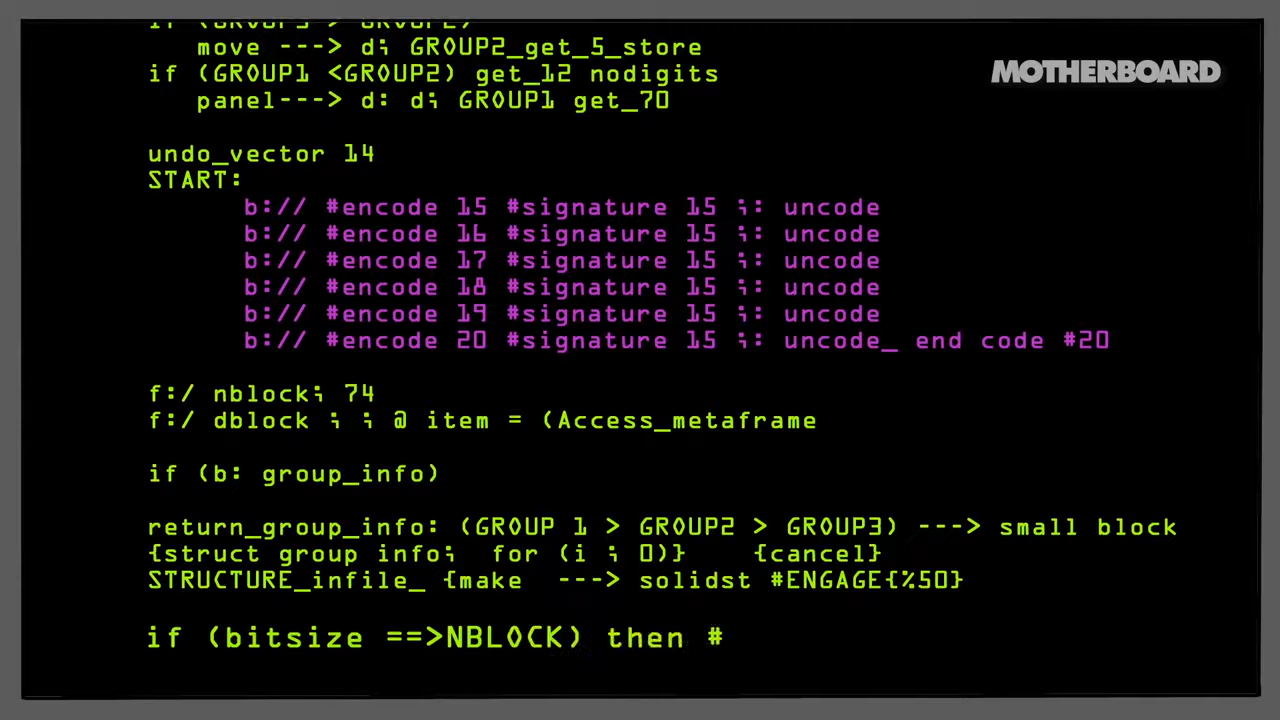 if (GROUP3 > GROUP2)
move ---> d; GROUP2_get_5_store
if (GROUP1 <GROUP2) get_12 nodigits
panel---> d: d; GROUP1 get_70
MOTHERBOARD
undo_vector 14
START:
b:// #encode 15 #signature 15 ;: uncode
b:// #encode 16 #signature 15 ;: uncode
b:// #encode 17 #signature 15 ;: uncode
b:// #encode 18 #signature 15 ;: uncode
b:// #encode 19 #signature 15 ;: uncode
b:// #encode 20 #signature 15 ;: uncode_ end code #20
f:/ nblock; 74
f:/ dblock ; ; @ item = (Access_metaframe
if (b: group_info)
return_group_info: (GROUP 1 > GROUP2 > GROUP3) ---> small block
{struct group info;  for (i ; 0)}    {cancel}
STRUCTURE_infile_ {make  ---> solidst #ENGAGE{%50}
if (bitsize ==>NBLOCK) then #